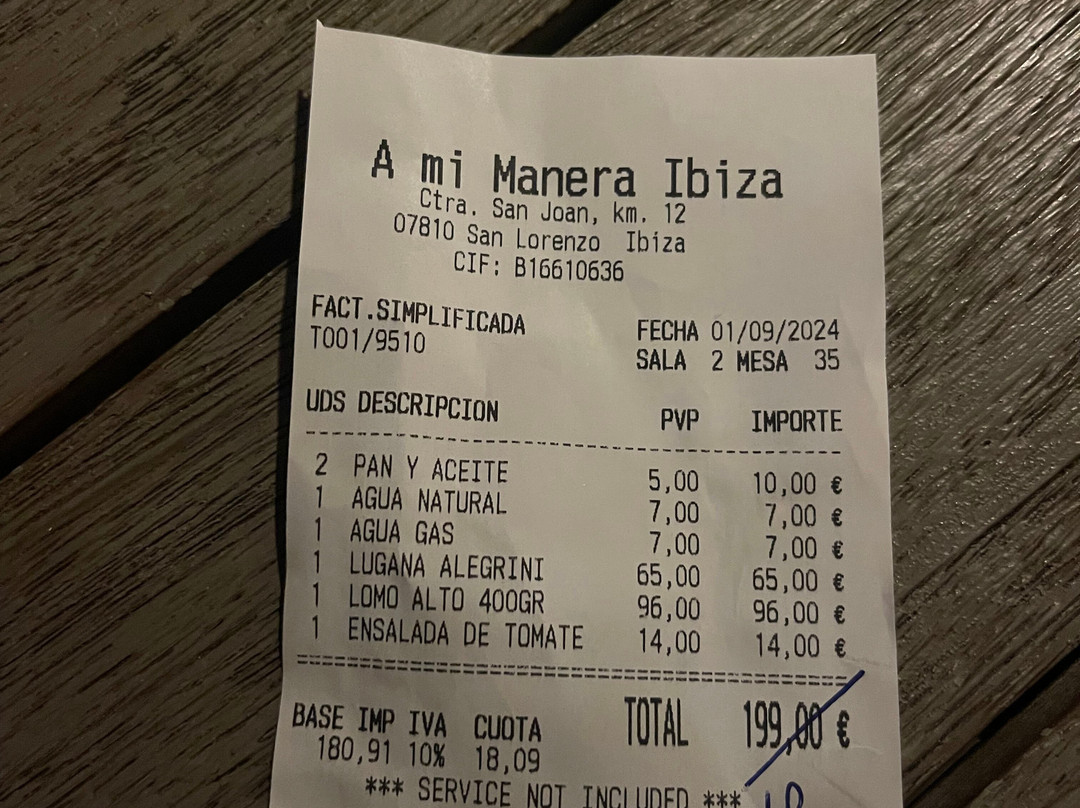 A mi Manera Ibiza
Ctra. San Joan, km. 12
07810 San Lorenzo Ibiza
CIF: B16610636
FACT.SIMPLIFICADA
T001/9510
FECHA 01/09/2024
SALA 2 MESA 35
UDS DESCRIPCION PVP IMPORTE
2 PAN Y ACEITE 5,00 10,00 €
1 AGUA NATURAL 7,00 7,00 €
1 AGUA GAS 7,00 7,00 €
1 LUGANA ALEGRINI 65,00 65,00 €
1 LOMO ALTO 400GR 96,00 96,00 €
1 ENSALADA DE TOMATE 14,00 14,00 €
TOTAL 199,00 €
BASE IMP IVA CUOTA
180,91 10% 18,09
*** SERVICE NOT INCLUDED ***